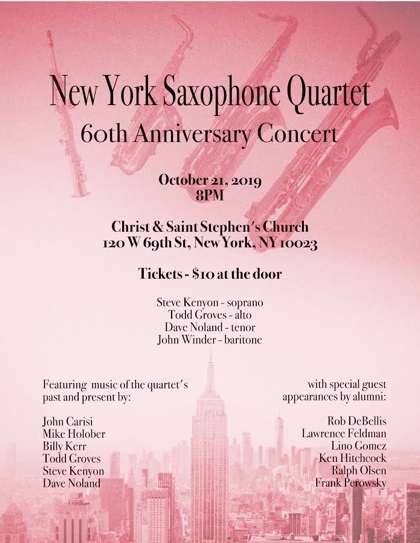 New York Saxophone Quartet
60th Anniversary Concert
October 21, 2019
8PM
Christ & Saint Stephen's Church
120 W 69th St, New York, NY 10023
Tickets - $10 at the door
Steve Kenyon - soprano
Todd Groves - alto
Dave Noland - tenor
John Winder - baritone
Featuring music of the quartet's
past and present by:
John Carisi
Mike Holober
Billy Kerr
Todd Groves
Steve Kenyon
Dave Noland
with special guest
appearances by alumni:
Rob DeBellis
Lawrence Feldman
Lino Gomez
Ken Hitchcock
Ralph Olsen
Frank Perowsky